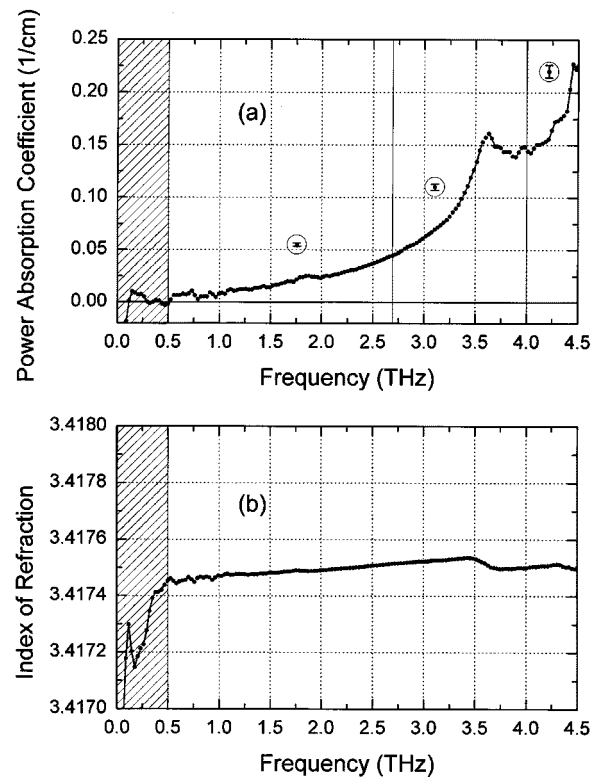 Power Absorption Coefficient (1/cm)
0.25
0.20
0.15
0.10
0.05
0.00
(a)
0.0 0.5 1.0 1.5 2.0 2.5 3.0 3.5 4.0 4.5
Frequency (THz)
Index of Refraction
3.4180
3.4178
3.4176
3.4174
3.4172
3.4170
(b)
0.0 0.5 1.0 1.5 2.0 2.5 3.0 3.5 4.0 4.5
Frequency (THz)